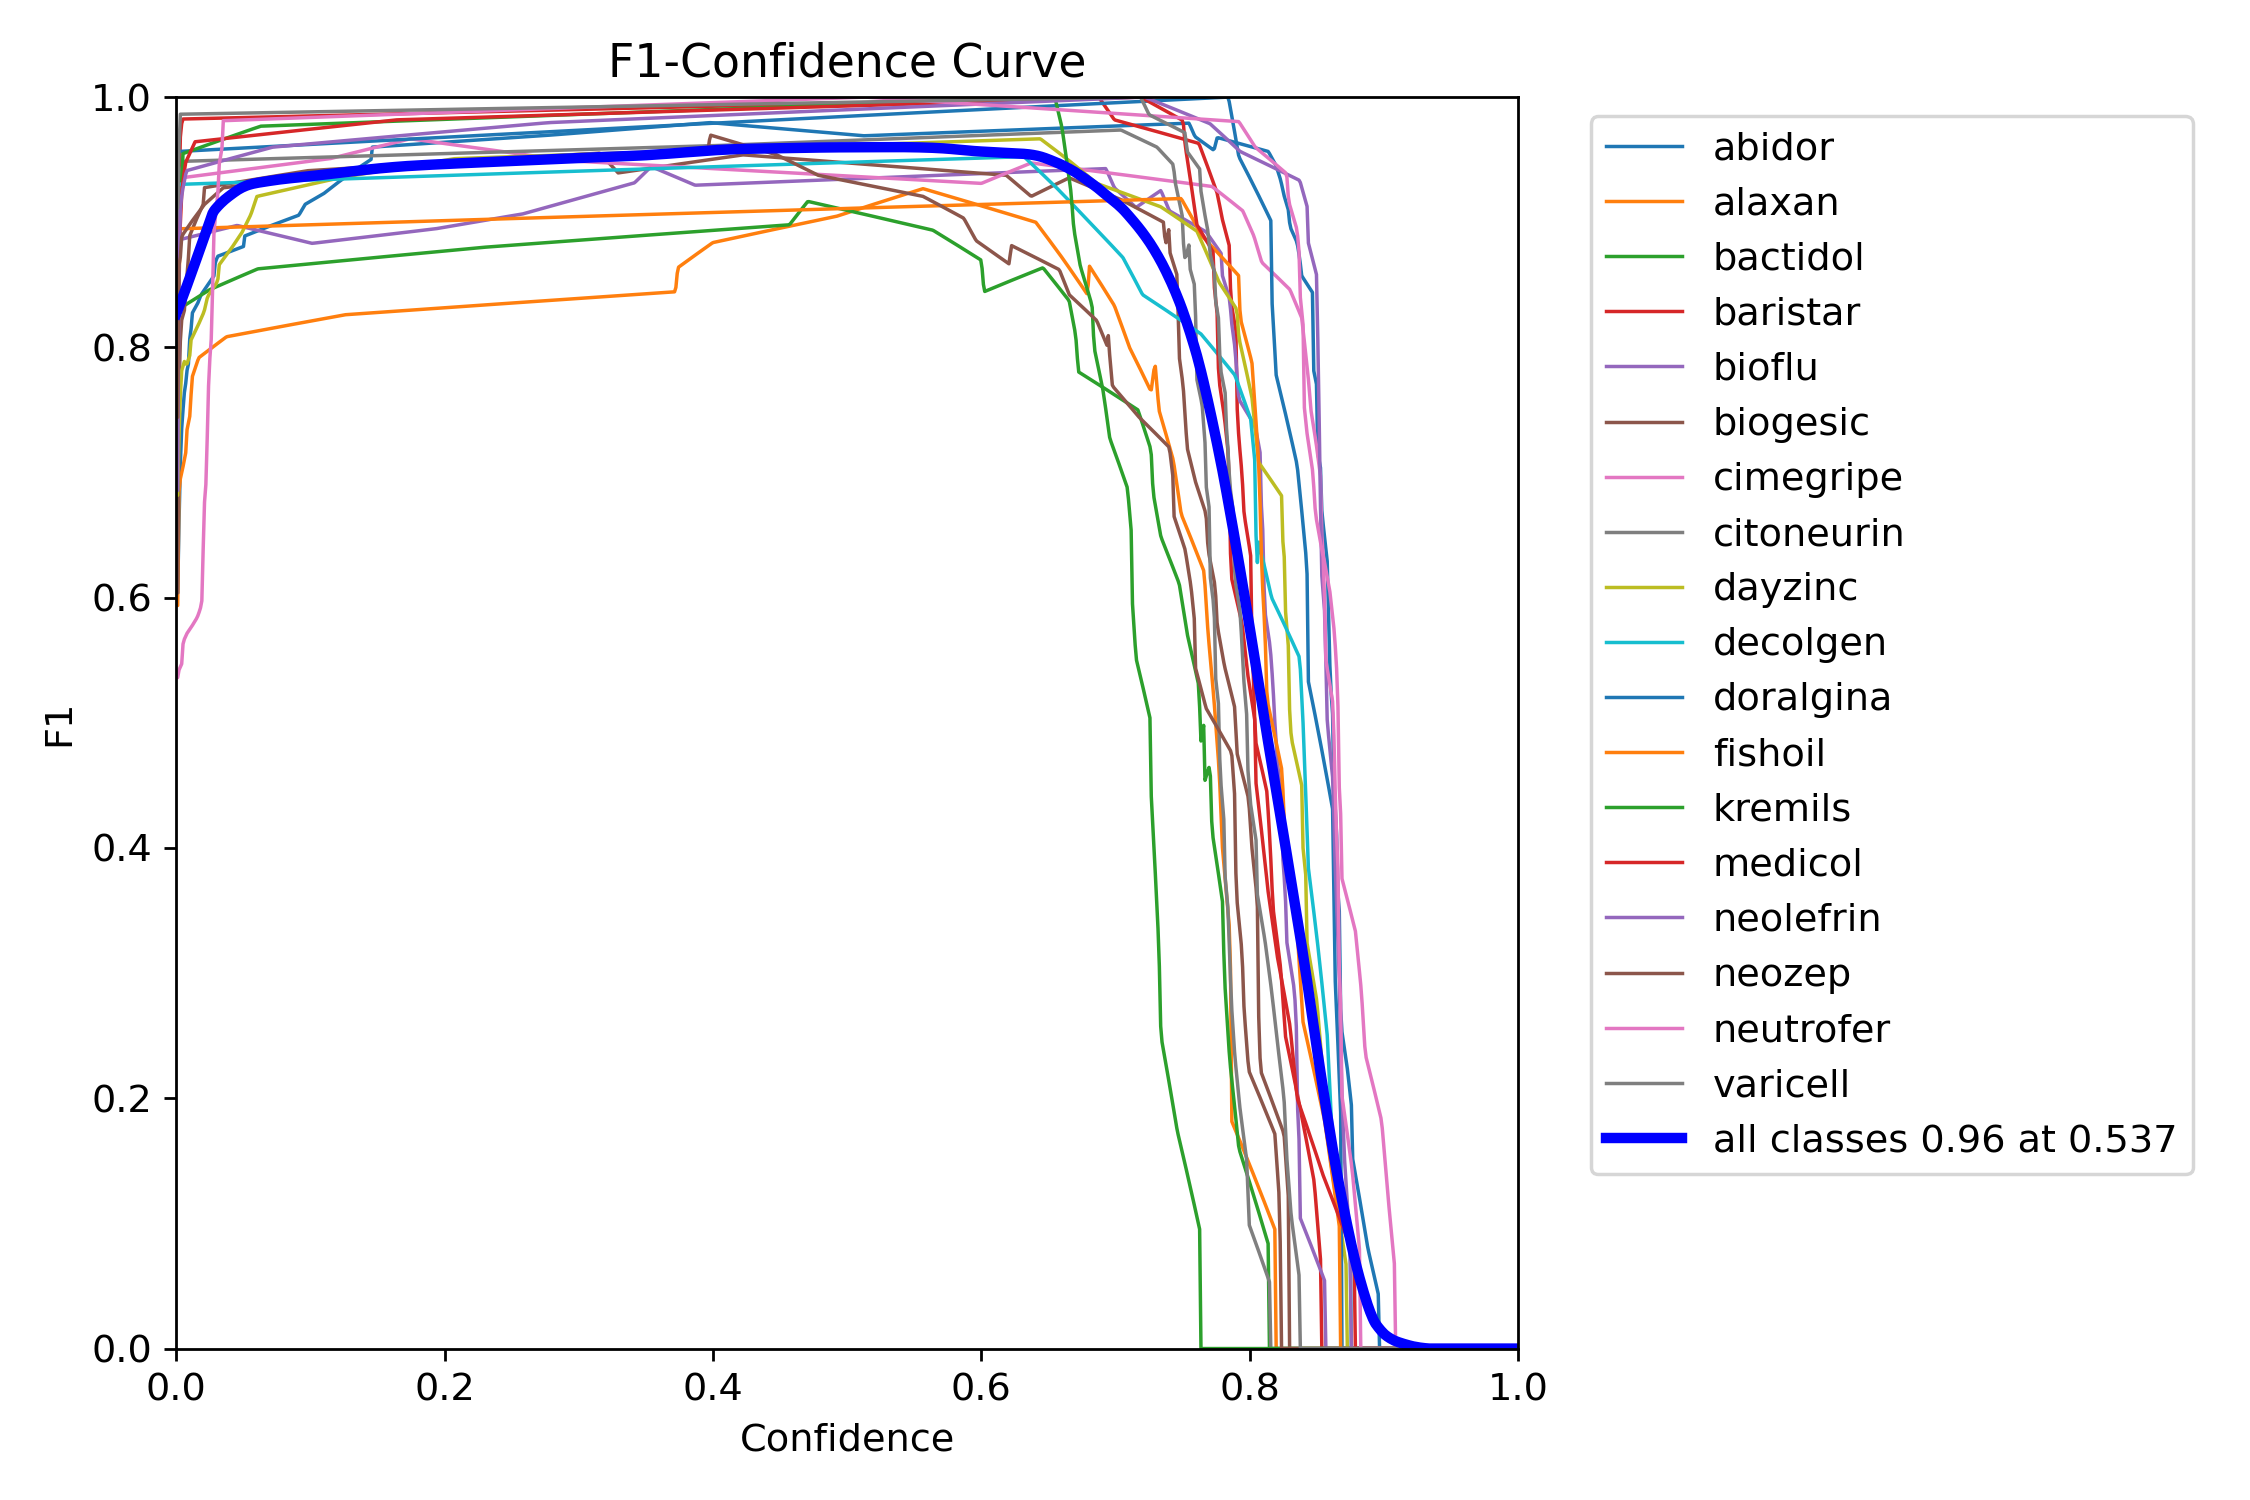 F1-Confidence Curve
1.0
0.8
0.6
0.4
0.2
0.0
F1
0.0 0.2 0.4 0.6 0.8 1.0
Confidence
abidor
alaxan
bactidol
baristar
bioflu
biogesic
cimegripe
citoneurin
dayzinc
decolgen
doralgina
fishoil
kremils
medicol
neolefrin
neozep
neutrofer
varicell
all classes 0.96 at 0.537